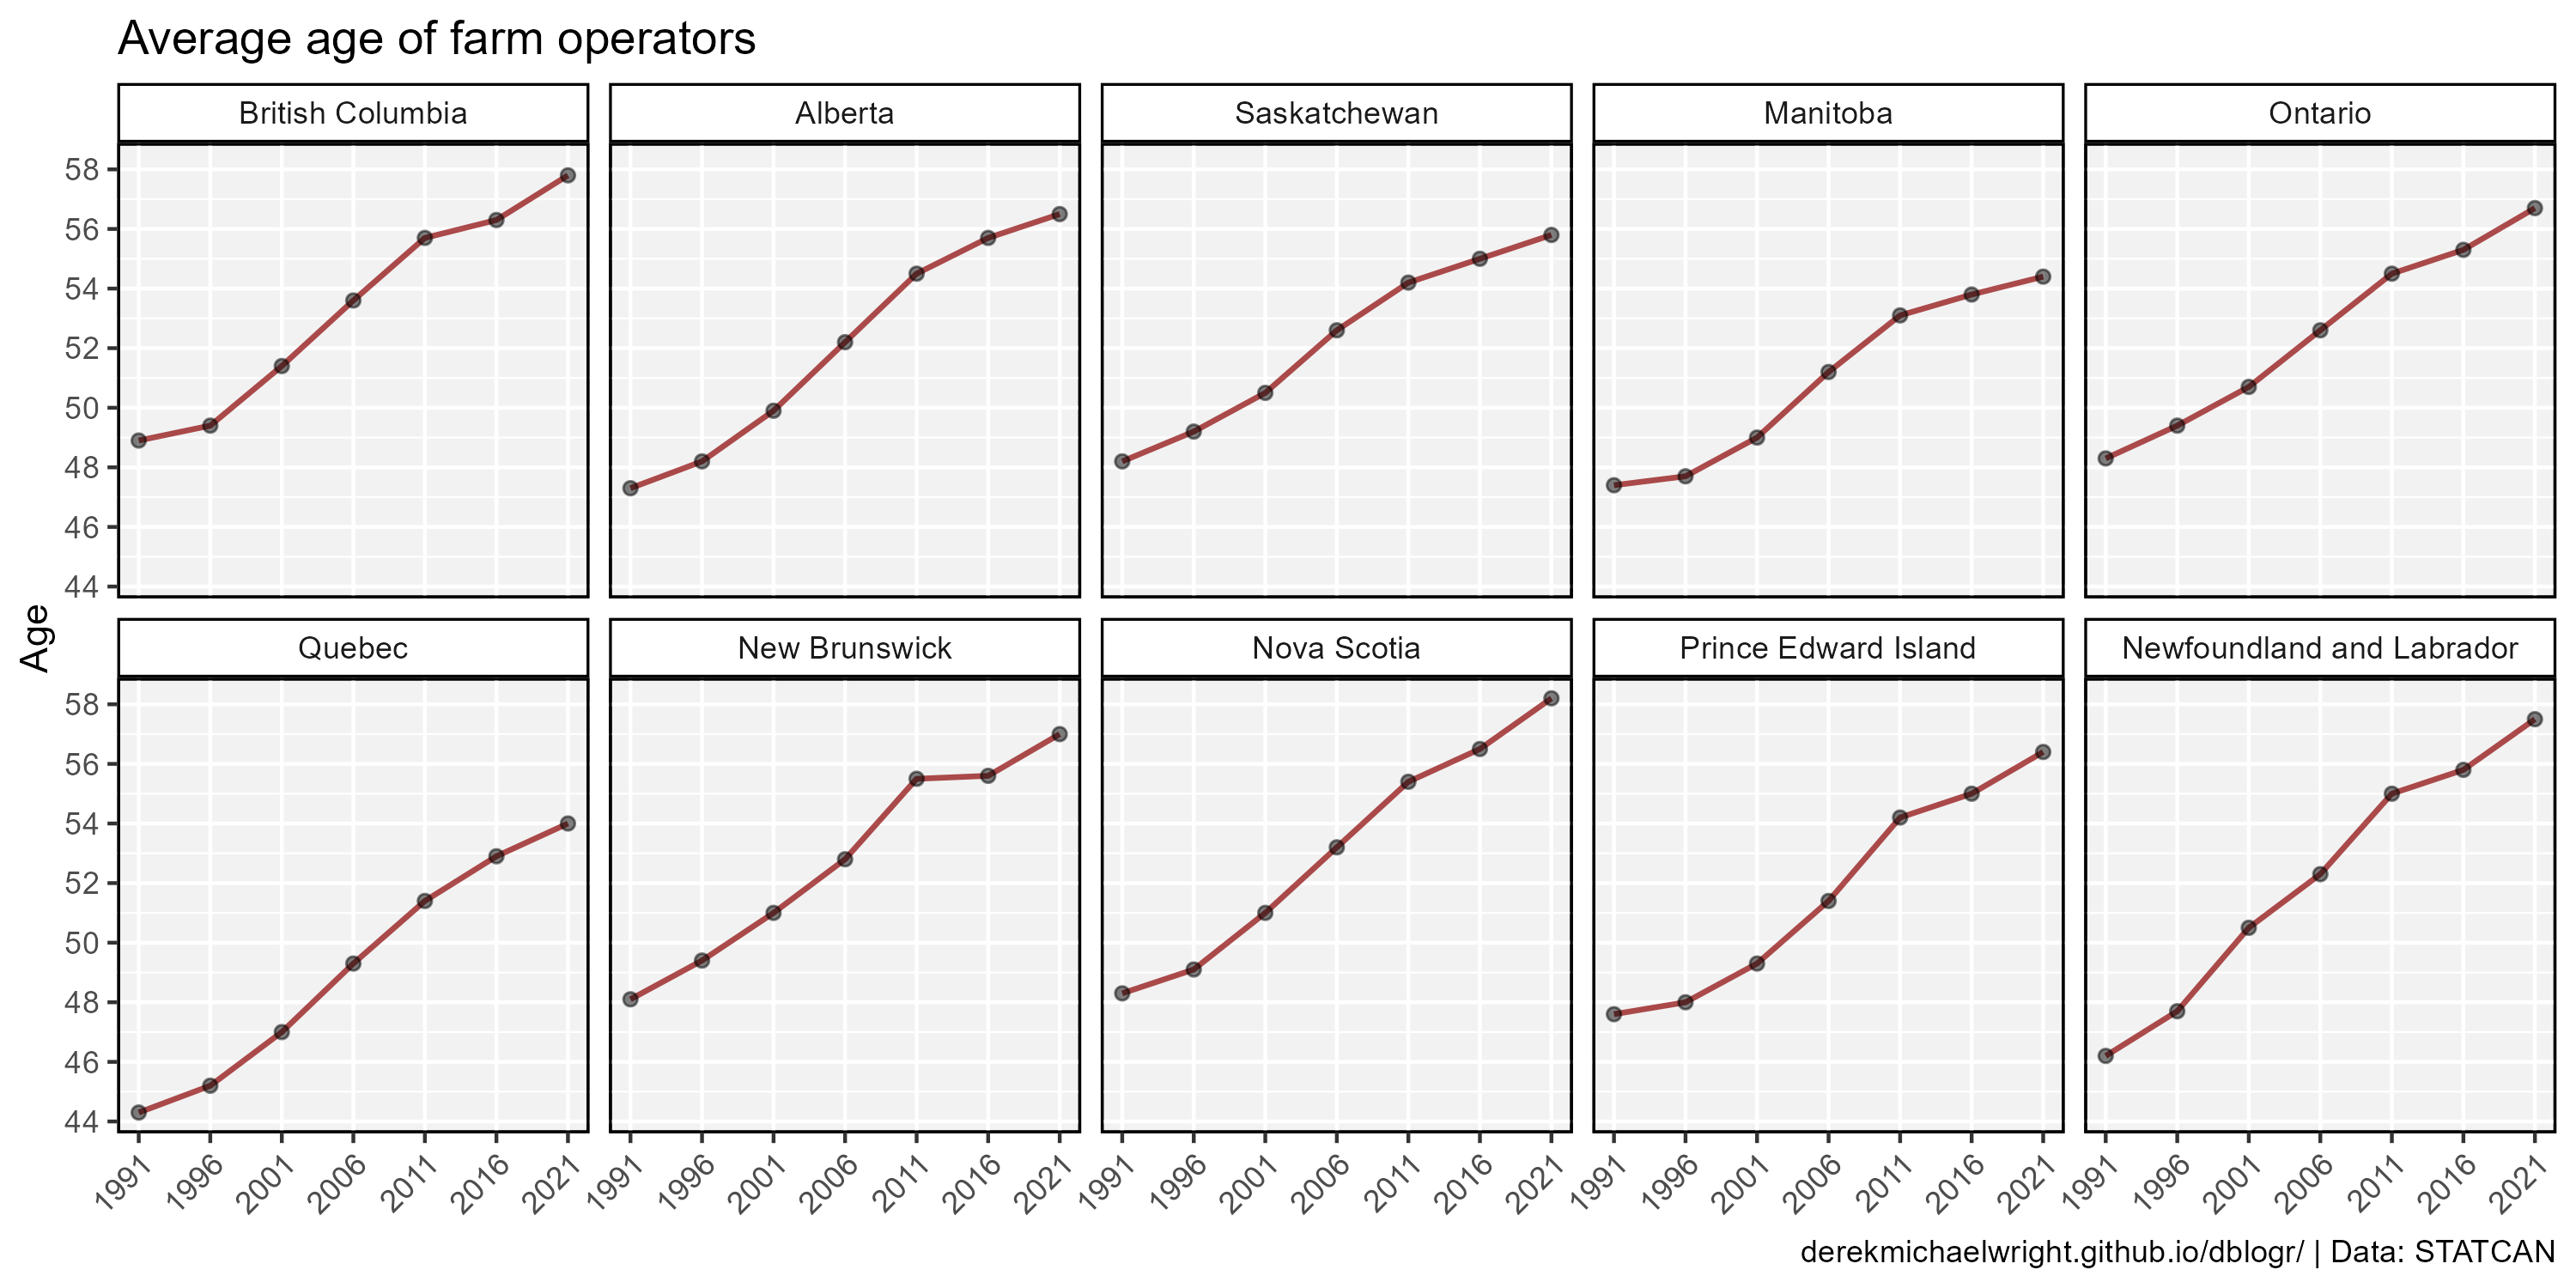 Average age of farm operators
British Columbia Alberta Saskatchewan Manitoba Ontario
58
56
54
52
50
48
46
44
Age
Quebec New Brunswick Nova Scotia Prince Edward Island Newfoundland and Labrador
58
56
54
52
50
48
46
44
1991 1996 2001 2006 2011 2016 2021 1991 1996 2001 2006 2011 2016 2021 1991 1996 2001 2006 2011 2016 2021 1991 1996 2001 2006 2011 2016 2021 1991 1996 2001 2006 2011 2016 2021
derekmichaelwright.github.io/dblogr/ | Data: STATCAN